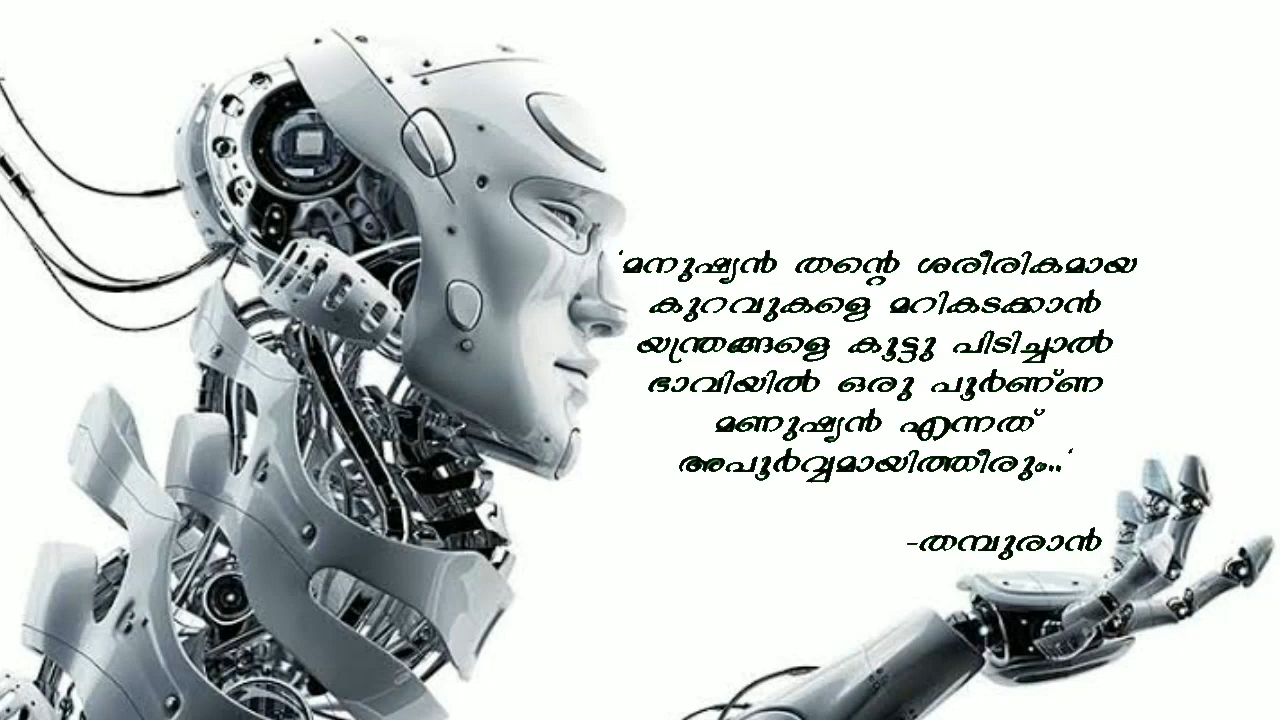 'മനുഷ്യൻ തന്റെ ശരീരികമായ
കുറവുകളെ മറികടക്കാൻ
യന്ത്രങ്ങളെ കൂട്ടു പിടിച്ചാൽ
ഭാവിയിൽ ഒരു പൂർണ്ണ
മണുഷ്യൻ എന്നത്
അപൂർവ്വമായിത്തീരും..'
-തമ്പുരാൻ